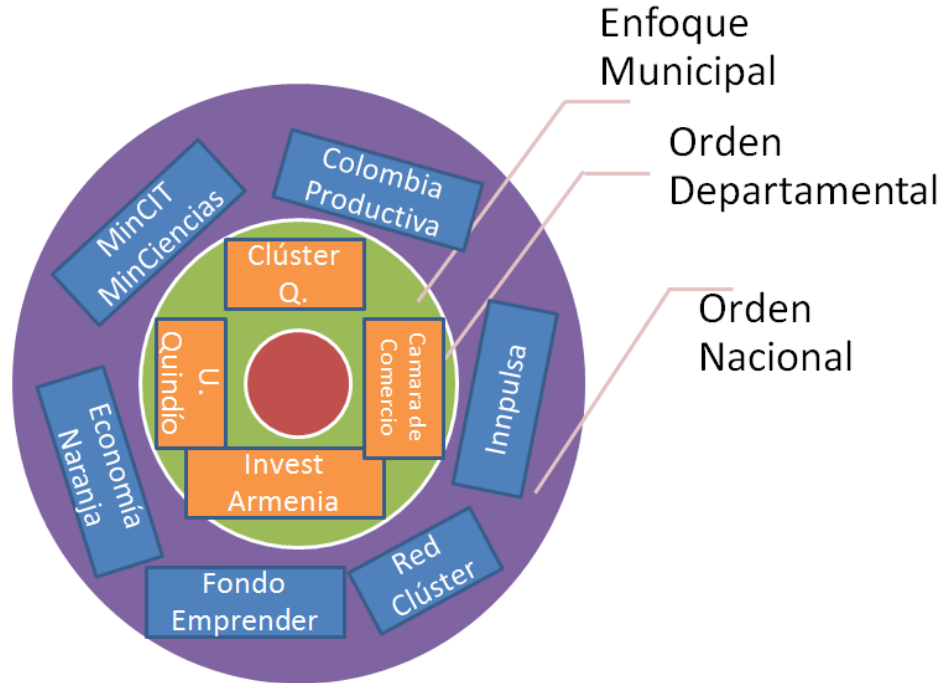 Enfoque
Municipal
Orden
Departamental
Orden
Nacional
Colombia
Productiva
MinCIT
MinCiencias
Clúster
Q.
U.
Quindío
Camara de
Comercio
Innpulsa
Economía
Naranja
Invest
Armenia
Red
Clúster
Fondo
Emprender